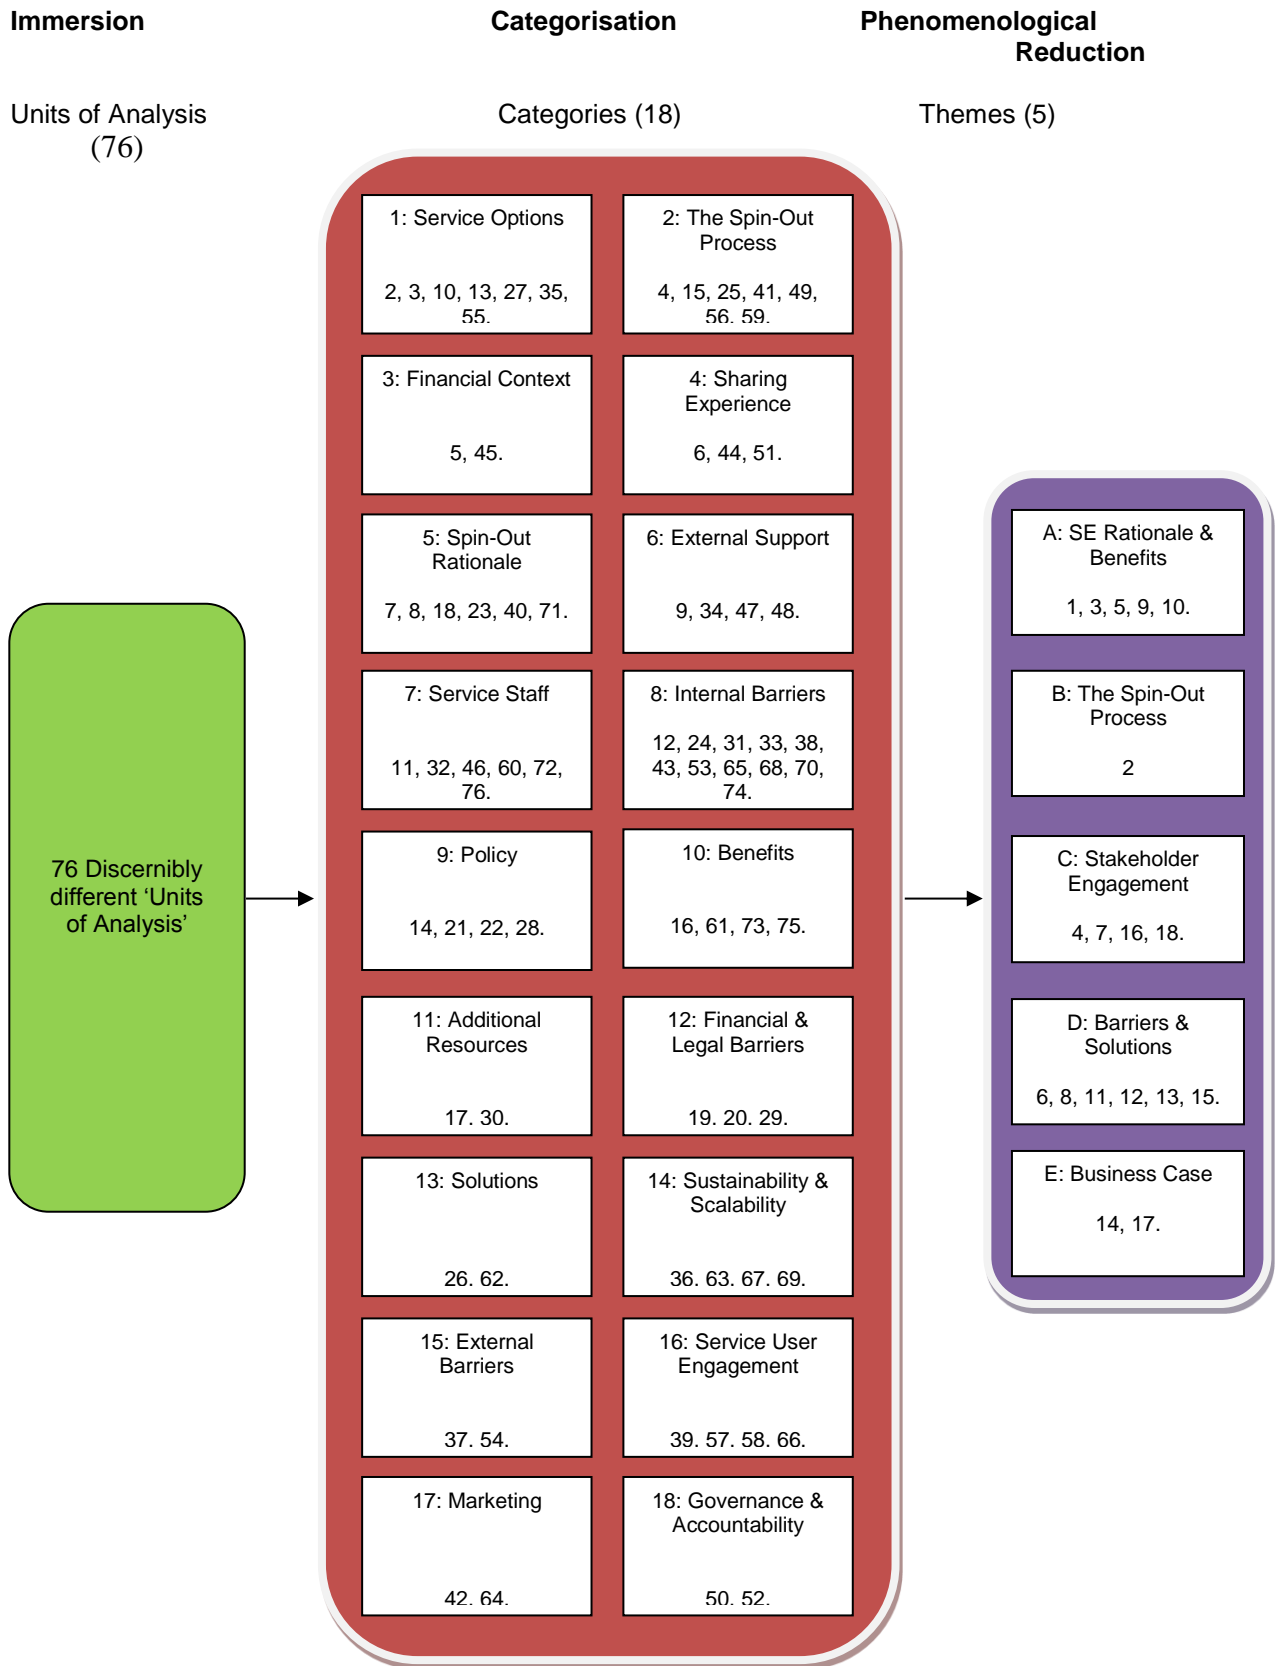 Immersion
Categorisation
Phenomenological
Reduction
Units of Analysis
(76)
Categories (18)
Themes (5)
1: Service Options
2, 3, 10, 13, 27, 35,
55.
2: The Spin-Out
Process
4, 15, 25, 41, 49,
56. 59.
3: Financial Context
5, 45.
4: Sharing
Experience
6, 44, 51.
5: Spin-Out
Rationale
7, 8, 18, 23, 40, 71.
6: External Support
9, 34, 47, 48.
7: Service Staff
11, 32, 46, 60, 72,
76.
8: Internal Barriers
12, 24, 31, 33, 38,
43, 53, 65, 68, 70,
74.
9: Policy
14, 21, 22, 28.
10: Benefits
16, 61, 73, 75.
11: Additional
Resources
17. 30.
12: Financial &
Legal Barriers
19. 20. 29.
13: Solutions
26. 62.
14: Sustainability &
Scalability
36. 63. 67. 69.
15: External
Barriers
37. 54.
16: Service User
Engagement
39. 57. 58. 66.
17: Marketing
42. 64.
18: Governance &
Accountability
50. 52.
76 Discernibly
different ‘Units
of Analysis’
A: SE Rationale &
Benefits
1, 3, 5, 9, 10.
B: The Spin-Out
Process
2
C: Stakeholder
Engagement
4, 7, 16, 18.
D: Barriers &
Solutions
6, 8, 11, 12, 13, 15.
E: Business Case
14, 17.